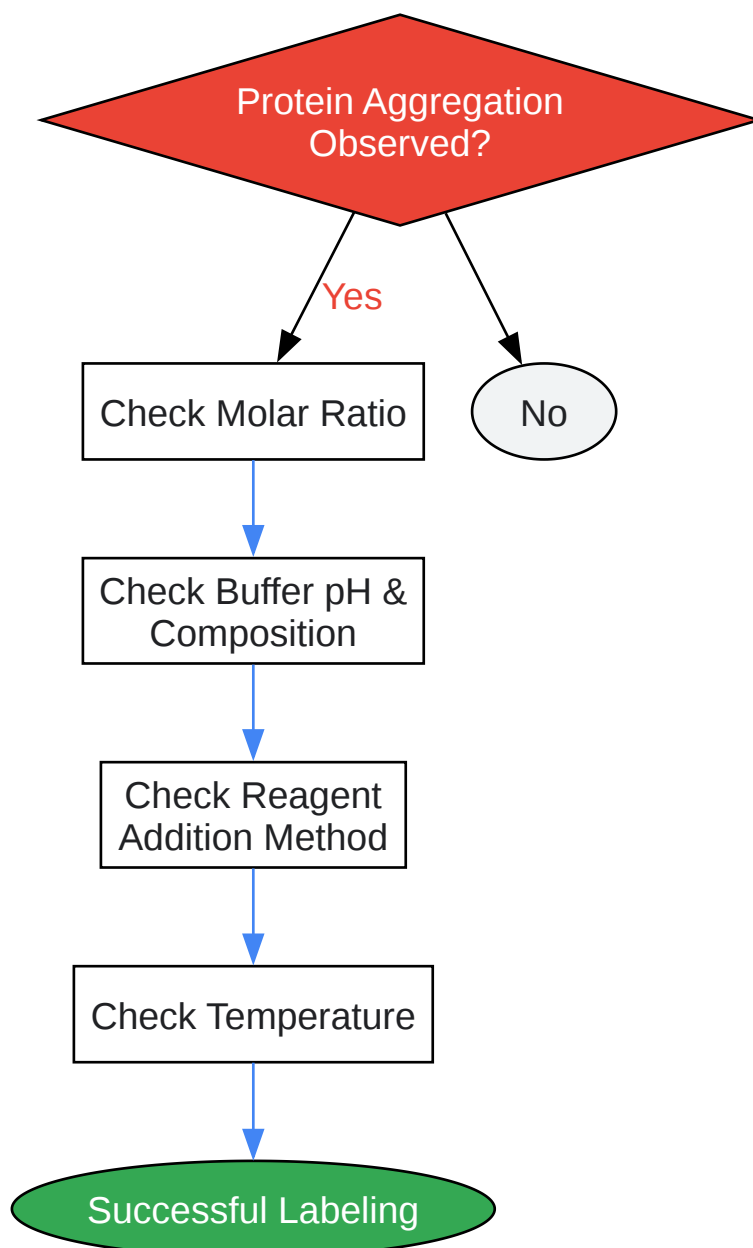 Protein Aggregation
Observed?
Yes
Check Molar Ratio
No
Check Buffer pH &
Composition
Check Reagent
Addition Method
Check Temperature
Successful Labeling